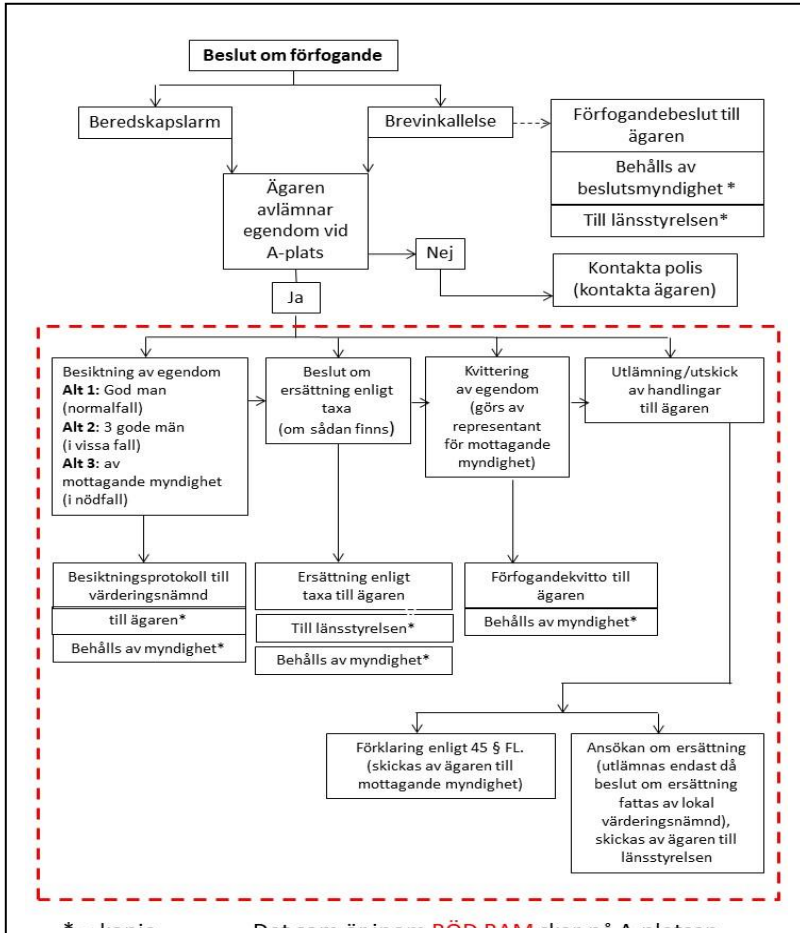 Beslut om förfogande
Beredskapslarm
Brevinkallelse
Förfogandebeslut till
ägaren
Behålls av
beslutsmyndighet *
Till länsstyrelsen*
Ägaren
avlämnar
egendom vid
A-plats
Nej
Kontakta polis
(kontakta ägaren)
Ja
Besiktning av egendom
Alt 1: God man
(normalfall)
Alt 2: 3 gode män
(i vissa fall)
Alt 3: av
mottagande myndighet
(i nödfall)
Beslut om
ersättning enligt
taxa
(om sådan finns)
Kvittering
av egendom
(görs av
representant
för mottagande
myndighet)
Utlämning/utskick
av handlingar
till ägaren
Besiktningsprotokoll till
värderingsnämnd
till ägaren*
Behålls av myndighet*
Ersättning enligt
taxa till ägaren
Till länsstyrelsen*
Behålls av myndighet*
Förfogandekvitto till
ägaren
Behålls av myndighet*
Förklaring enligt 45 § FL.
(skickas av ägaren till
mottagande myndighet)
Ansökan om ersättning
(utlämnas endast då
beslut om ersättning
fattas av lokal
värderingsnämnd),
skickas av ägaren till
länsstyrelsen
* = kopia Det som är inom RÖD RAM sker på A-platsen